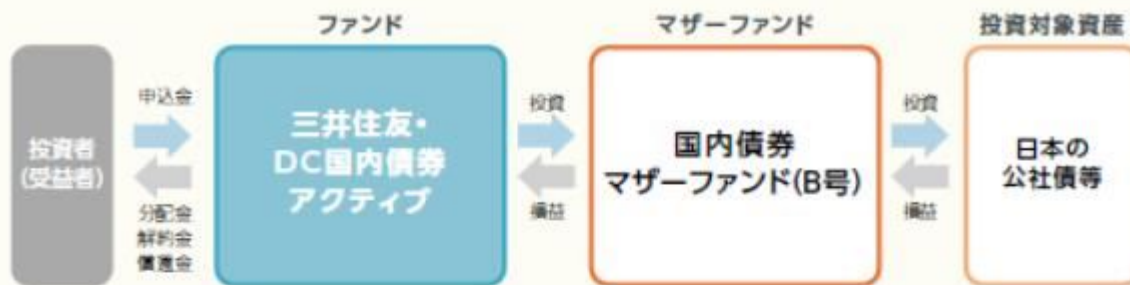 ファンド
マザーファンド
投資対象資産
投資者
(受益者)
申込金
分配金
解約金
償還金
三井住友・
DC国内債券
アクティブ
投資
損益
国内債券
マザーファンド(B号)
投資
損益
日本の
公社債等